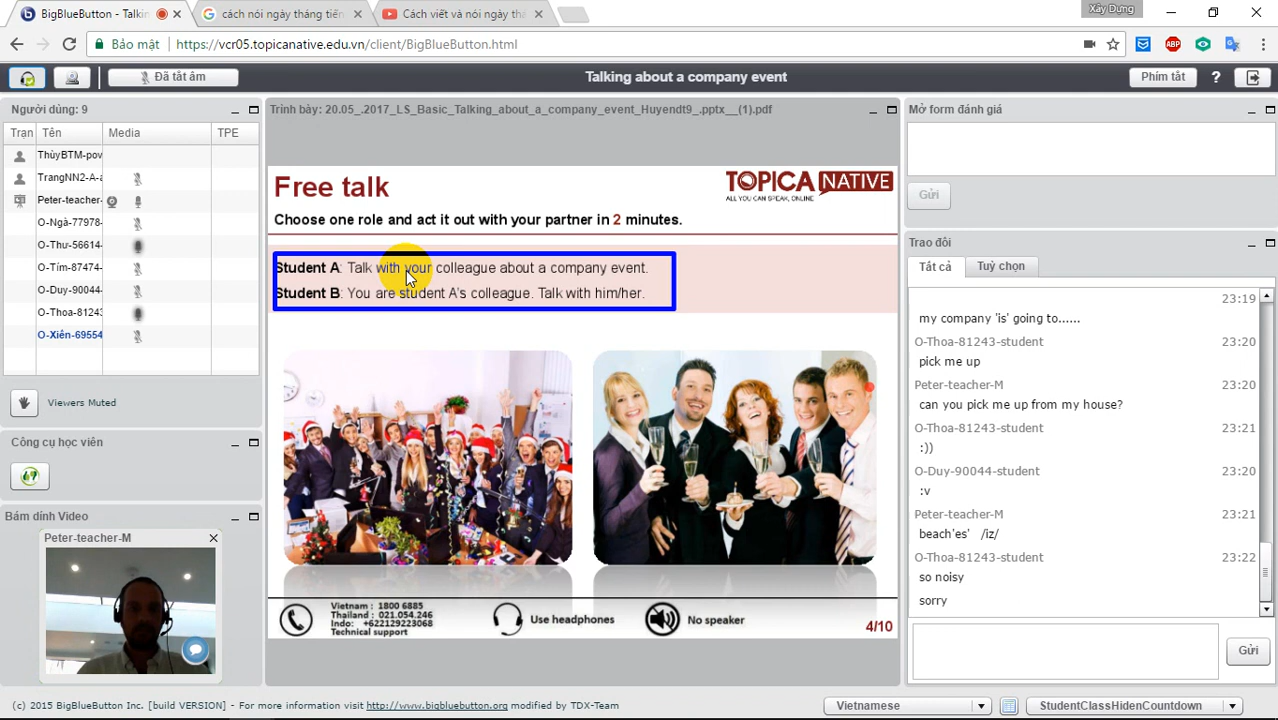 BigBlueButton - Talkin
cách nói ngày tháng tiến
Cách viết và nói ngày thá
Xây Dựng
Bảo mật
https://vcr05.topicanative.edu.vn/client/BigBlueButton.html
ABP
Đã tắt âm
Talking about a company event
Phím tắt
?
Người dùng: 9
Trạn Tên Media TPE
ThùyBTM-pov
TrangNN2-A-a
Peter-teacher-
O-Ngà-77978-
O-Thư-56614
O-Tím-87474-
O-Duy-90044-
O-Thoa-81243
O-Xiên-69554
Viewers Muted
Công cụ học viên
Bám dính Video
Peter-teacher-M
Trình bày: 20.05_.2017_LS_Basic_Talking_about_a_company_event_Huyendt9_.pptx__(1).pdf
Free talk
TOPICA NATIVE
ALL YOU CAN SPEAK, ONLINE
Choose one role and act it out with your partner in 2 minutes.
Student A: Talk with your colleague about a company event.
Student B: You are student A's colleague. Talk with him/her.
Vietnam : 1800 6885
Thailand : 021.054.246
Indo: +622129223068
Technical support
Use headphones
No speaker
4/10
Mở form đánh giá
Gửi
Trao đổi
Tất cả
Tuỳ chọn
23:19
my company 'is' going to......
O-Thoa-81243-student 23:20
pick me up
Peter-teacher-M 23:20
can you pick me up from my house?
O-Thoa-81243-student 23:21
:))
O-Duy-90044-student 23:20
:v
Peter-teacher-M 23:21
beach'es' /iz/
O-Thoa-81243-student 23:22
so noisy
sorry
Gửi
(c) 2015 BigBlueButton Inc. [build VERSION] - For more information visit http://www.bigbluebutton.org modified by TDX-Team
Vietnamese
StudentClassHidenCountdown